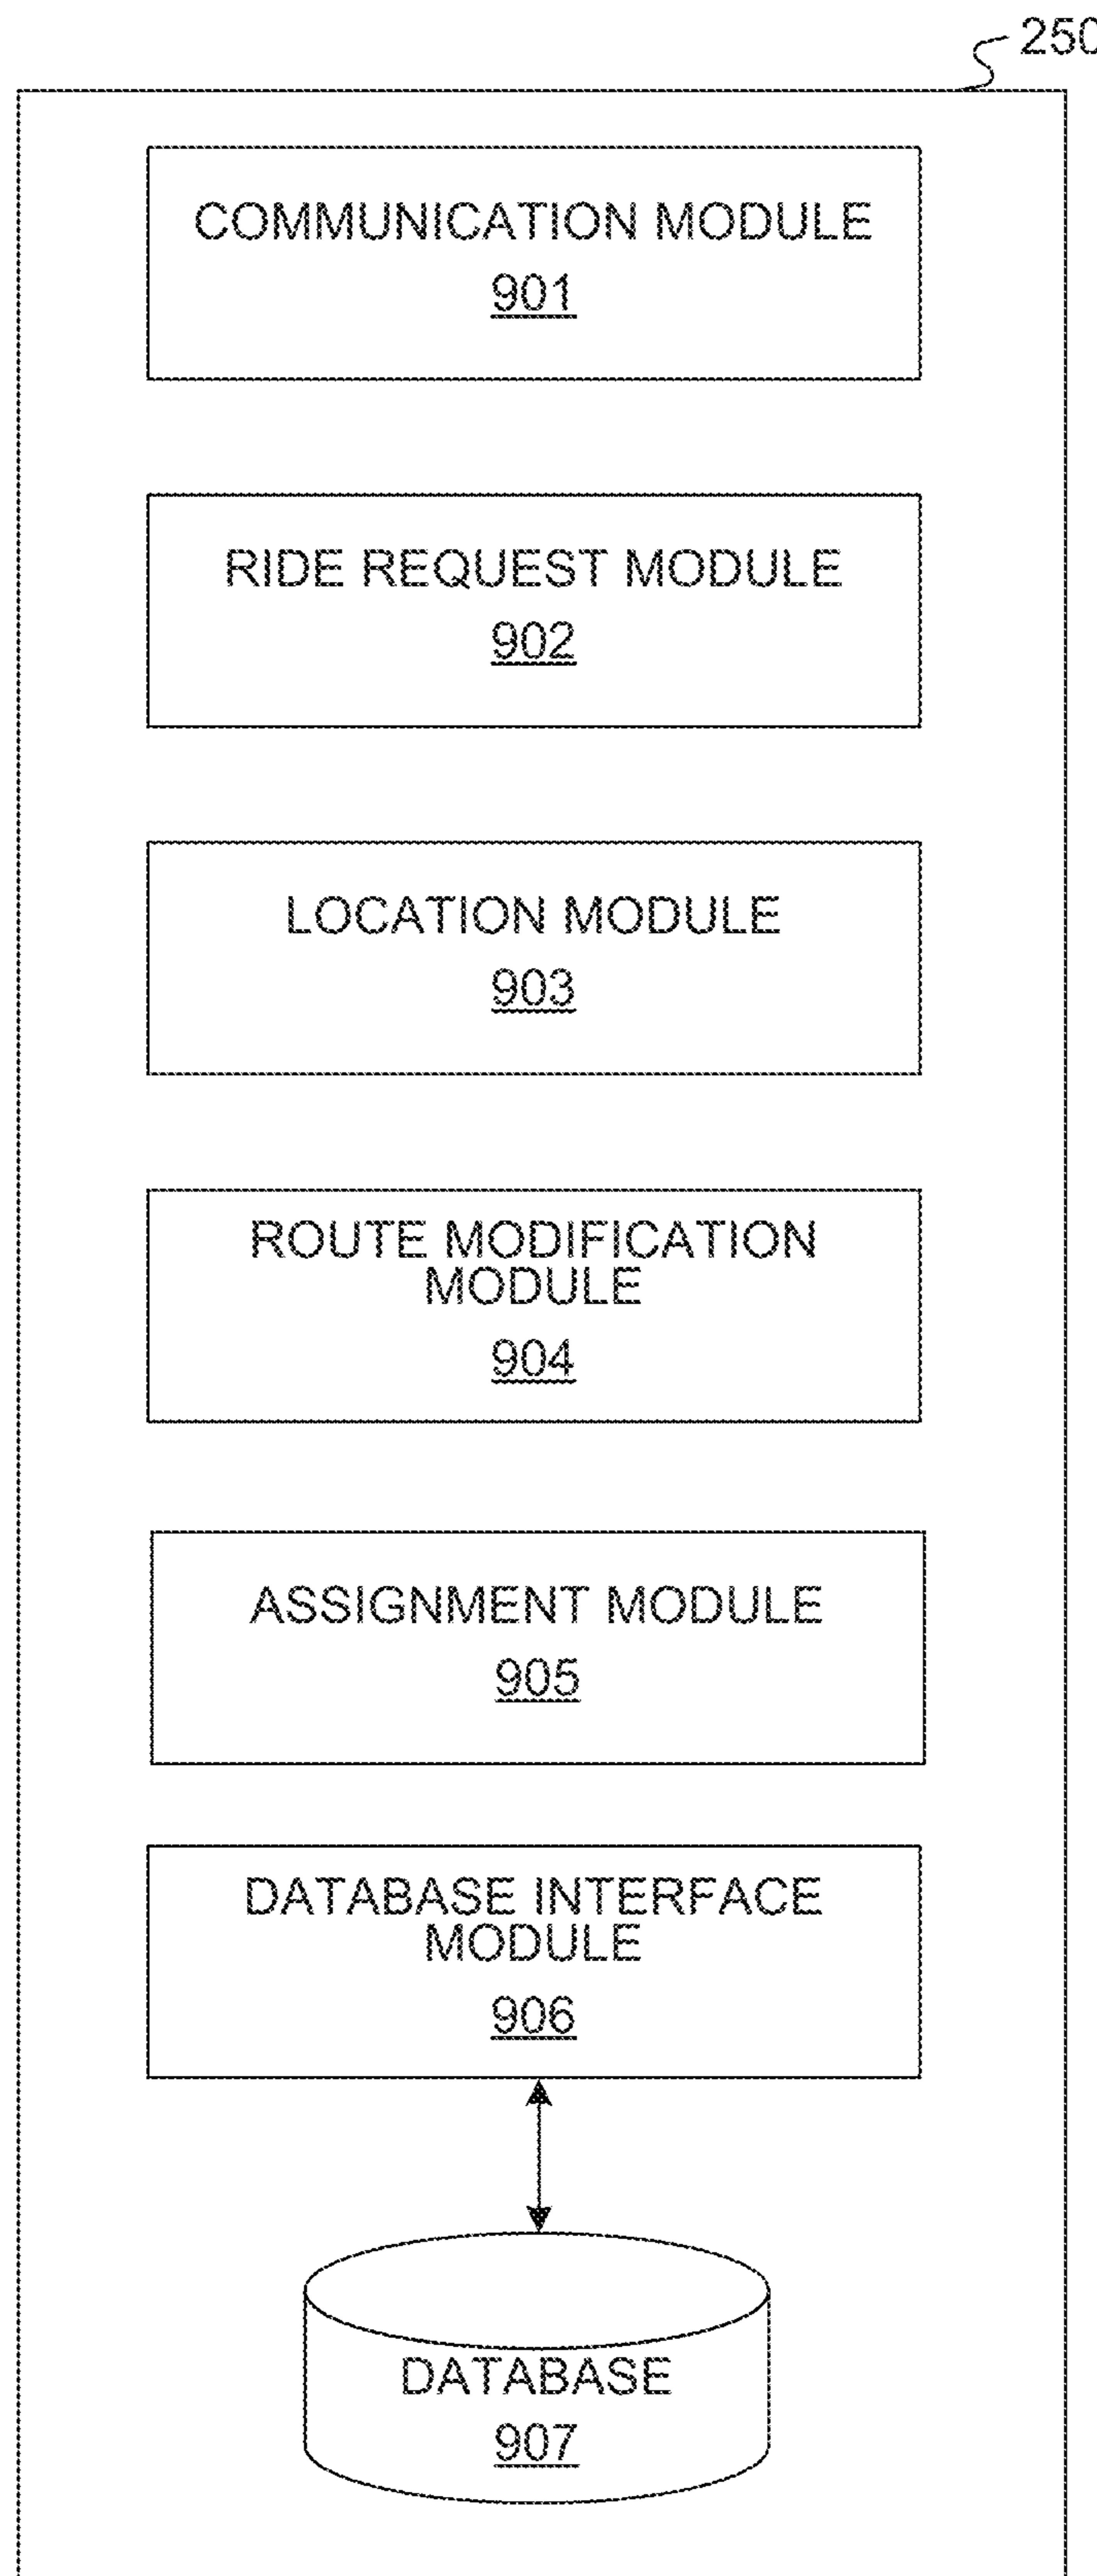 250
COMMUNICATION MODULE
901
RIDE REQUEST MODULE
902
LOCATION MODULE
903
ROUTE MODIFICATION
MODULE
904
ASSIGNMENT MODULE
905
DATABASE INTERFACE
MODULE
906
DATABASE
907